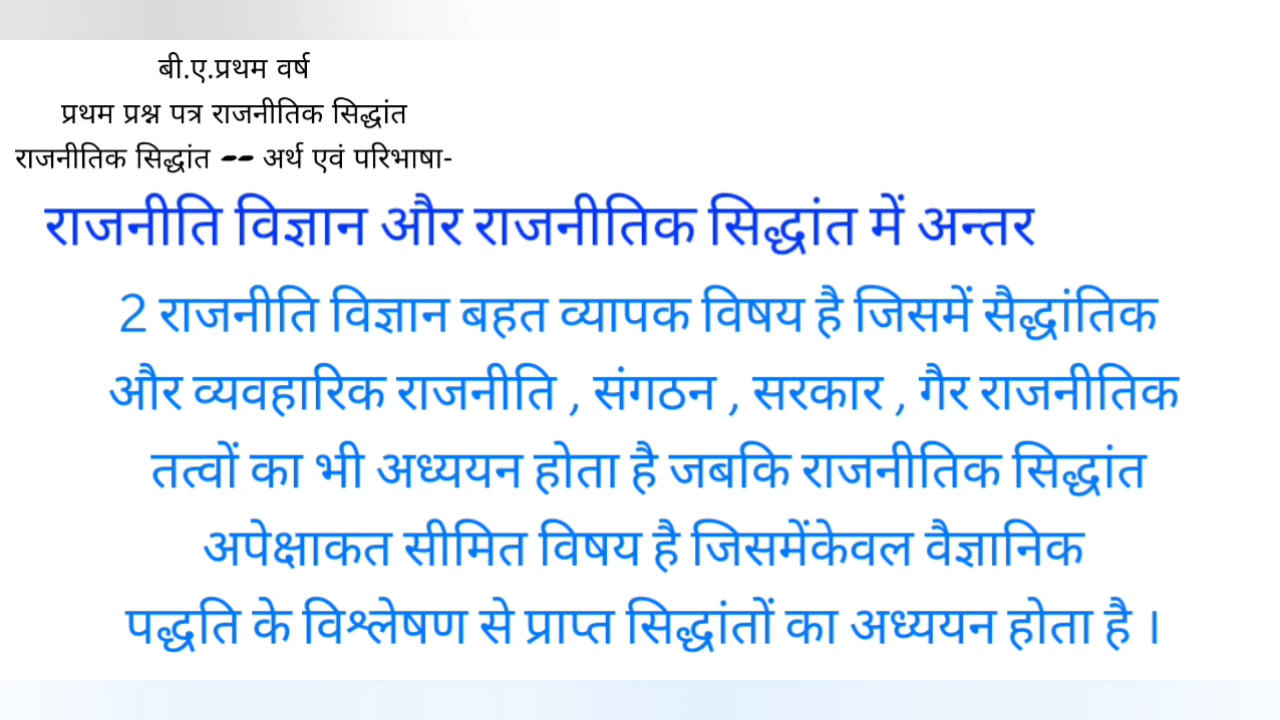 बी.ए.प्रथम वर्ष
प्रथम प्रश्न पत्र राजनीतिक सिद्धांत
राजनीतिक सिद्धांत -- अर्थ एवं परिभाषा-
राजनीति विज्ञान और राजनीतिक सिद्धांत में अन्तर
2 राजनीति विज्ञान बहत व्यापक विषय है जिसमें सैद्धांतिक
और व्यवहारिक राजनीति , संगठन , सरकार , गैर राजनीतिक
तत्वों का भी अध्ययन होता है जबकि राजनीतिक सिद्धांत
अपेक्षाकत सीमित विषय है जिसमेंकेवल वैज्ञानिक
पद्धति के विश्लेषण से प्राप्त सिद्धांतों का अध्ययन होता है ।